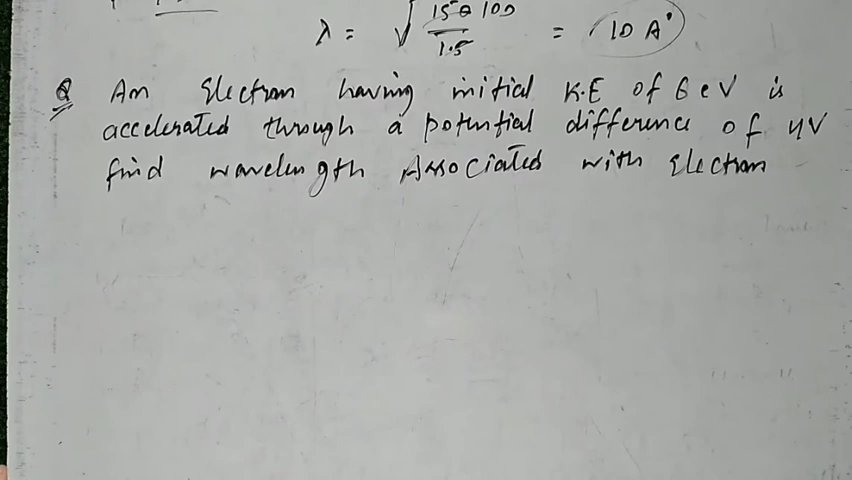 λ = √150 100 / 1.5 = 10 A°
Q An Electron having initial K.E of 6 eV is
accelerated through a potential difference of 4V
find wavelength Associated with Electron